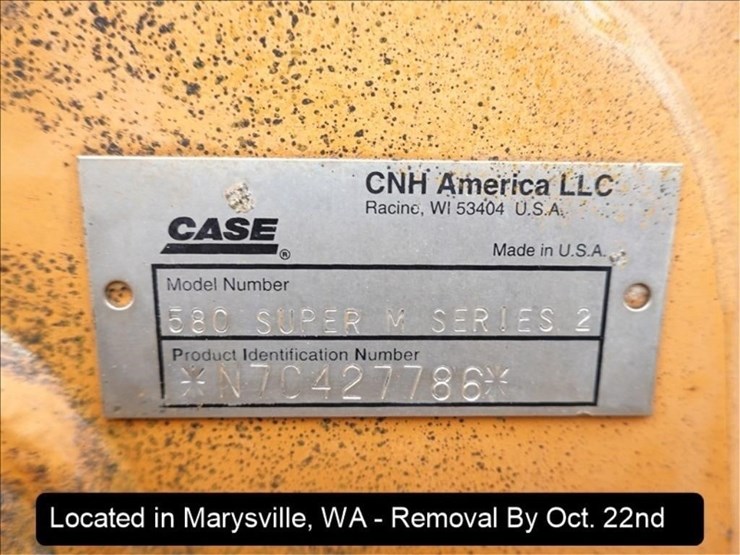 CNH America LLC
Racine, WI 53404 U.S.A.
CASE®
Made in U.S.A.
Model Number
580 SUPER M SERIES 2
Product Identification Number
*N7C427786*
Located in Marysville, WA - Removal By Oct. 22nd